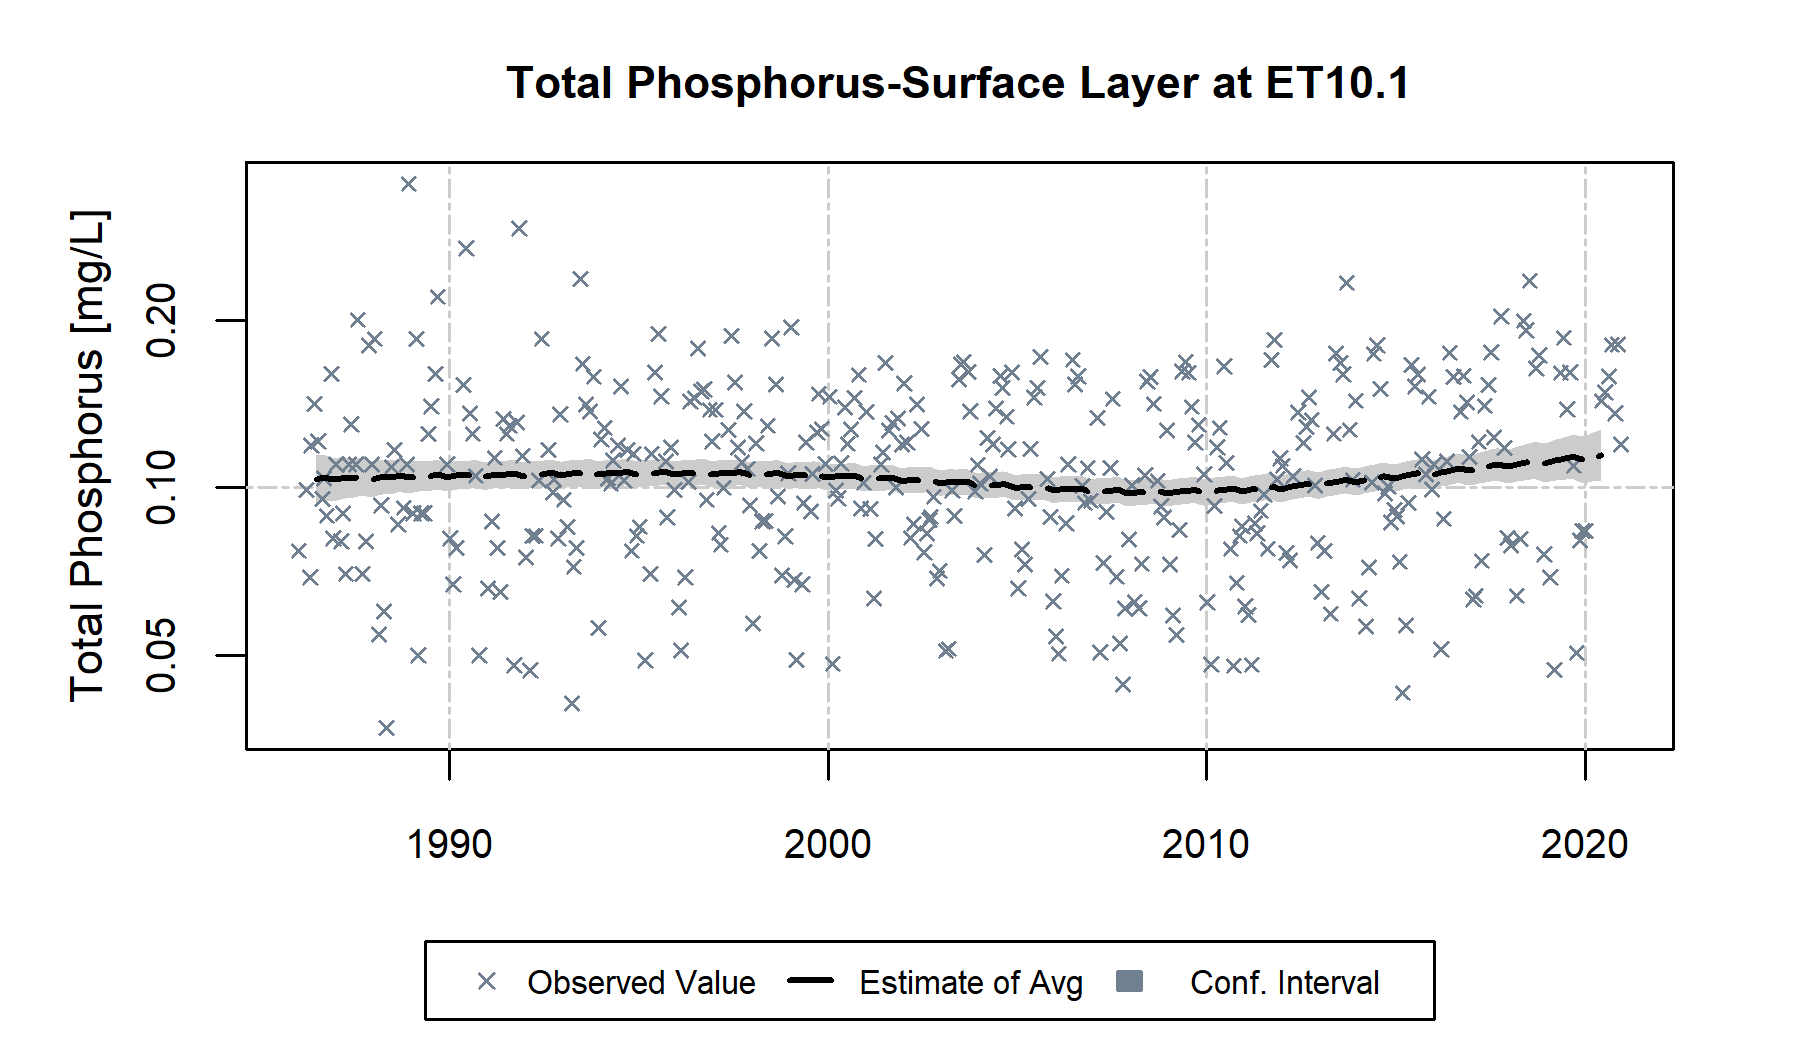 Total Phosphorus-Surface Layer at ET10.1
Total Phosphorus [mg/L]
0.20
0.10
0.05
1990 2000 2010 2020
Observed Value Estimate of Avg Conf. Interval